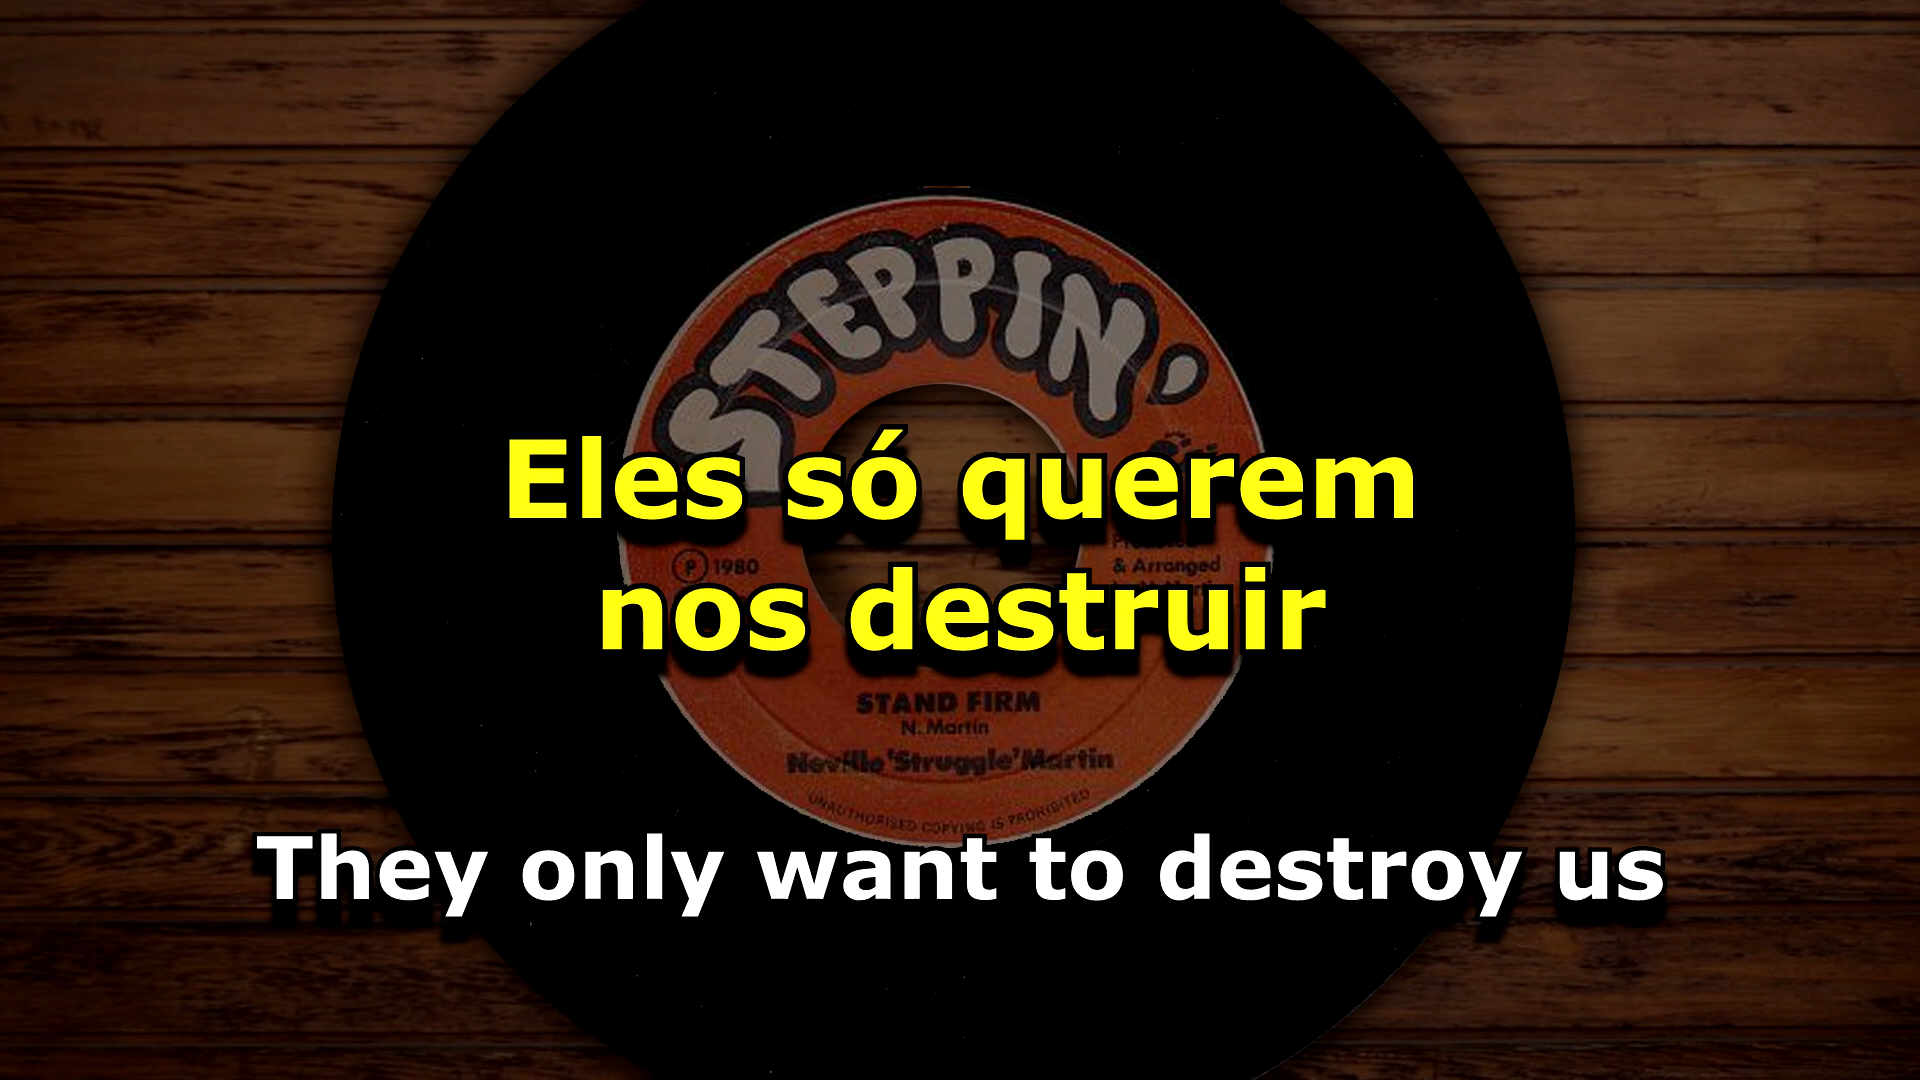 STEPPIN'
Eles só querem
nos destruir
℗ 1980
& Arranged
STAND FIRM
N. Martin
Neville 'Struggle' Martin
UNAUTHORISED COPYING IS PROHIBITED
They only want to destroy us